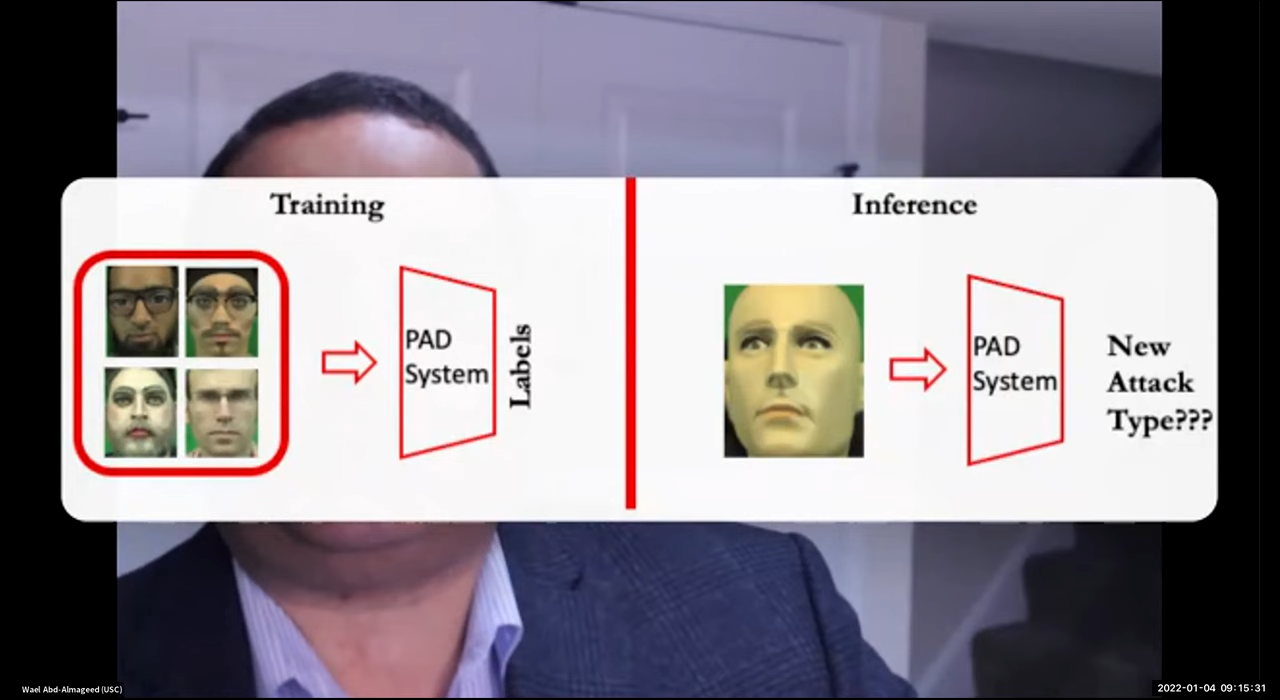 Training
Inference
PAD
System
Labels
PAD
System
New
Attack
Type???
Wael Abd-Almageed (USC)
2022-01-04 09:15:31